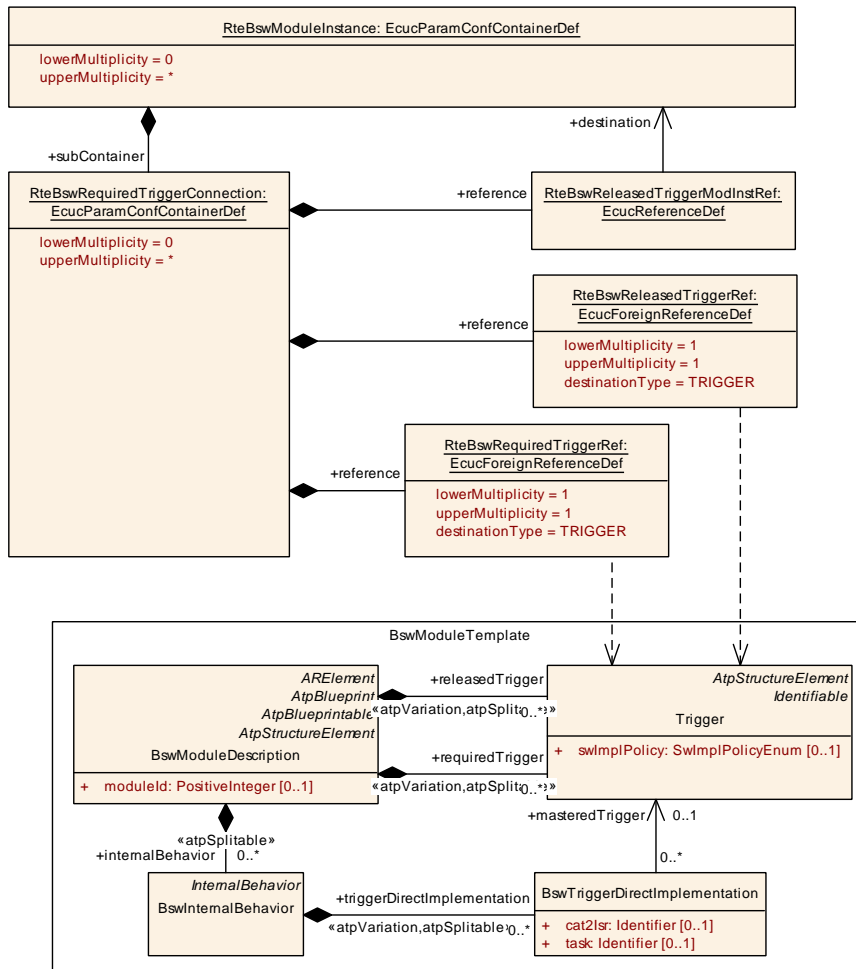 RteBswModuleInstance: EcucParamConfContainerDef
lowerMultiplicity = 0
upperMultiplicity = *
+destination
+subContainer
RteBswRequiredTriggerConnection:
EcucParamConfContainerDef
lowerMultiplicity = 0
upperMultiplicity = *
+reference
RteBswReleasedTriggerModInstRef:
EcucReferenceDef
+reference
RteBswReleasedTriggerRef:
EcucForeignReferenceDef
lowerMultiplicity = 1
upperMultiplicity = 1
destinationType = TRIGGER
+reference
RteBswRequiredTriggerRef:
EcucForeignReferenceDef
lowerMultiplicity = 1
upperMultiplicity = 1
destinationType = TRIGGER
BswModuleTemplate
ARElement
AtpBlueprint
AtpBlueprintable
AtpStructureElement
BswModuleDescription
+ moduleId: PositiveInteger [0..1]
+releasedTrigger
0..*
+requiredTrigger
0..*
AtpStructureElement
Identifiable
Trigger
+ swImplPolicy: SwImplPolicyEnum [0..1]
+masteredTrigger 0..1
0..*
«atpSplitable»
+internalBehavior 0..*
InternalBehavior
BswInternalBehavior
+triggerDirectImplementation
«atpVariation,atpSplitable» 0..*
BswTriggerDirectImplementation
+ cat2Isr: Identifier [0..1]
+ task: Identifier [0..1]